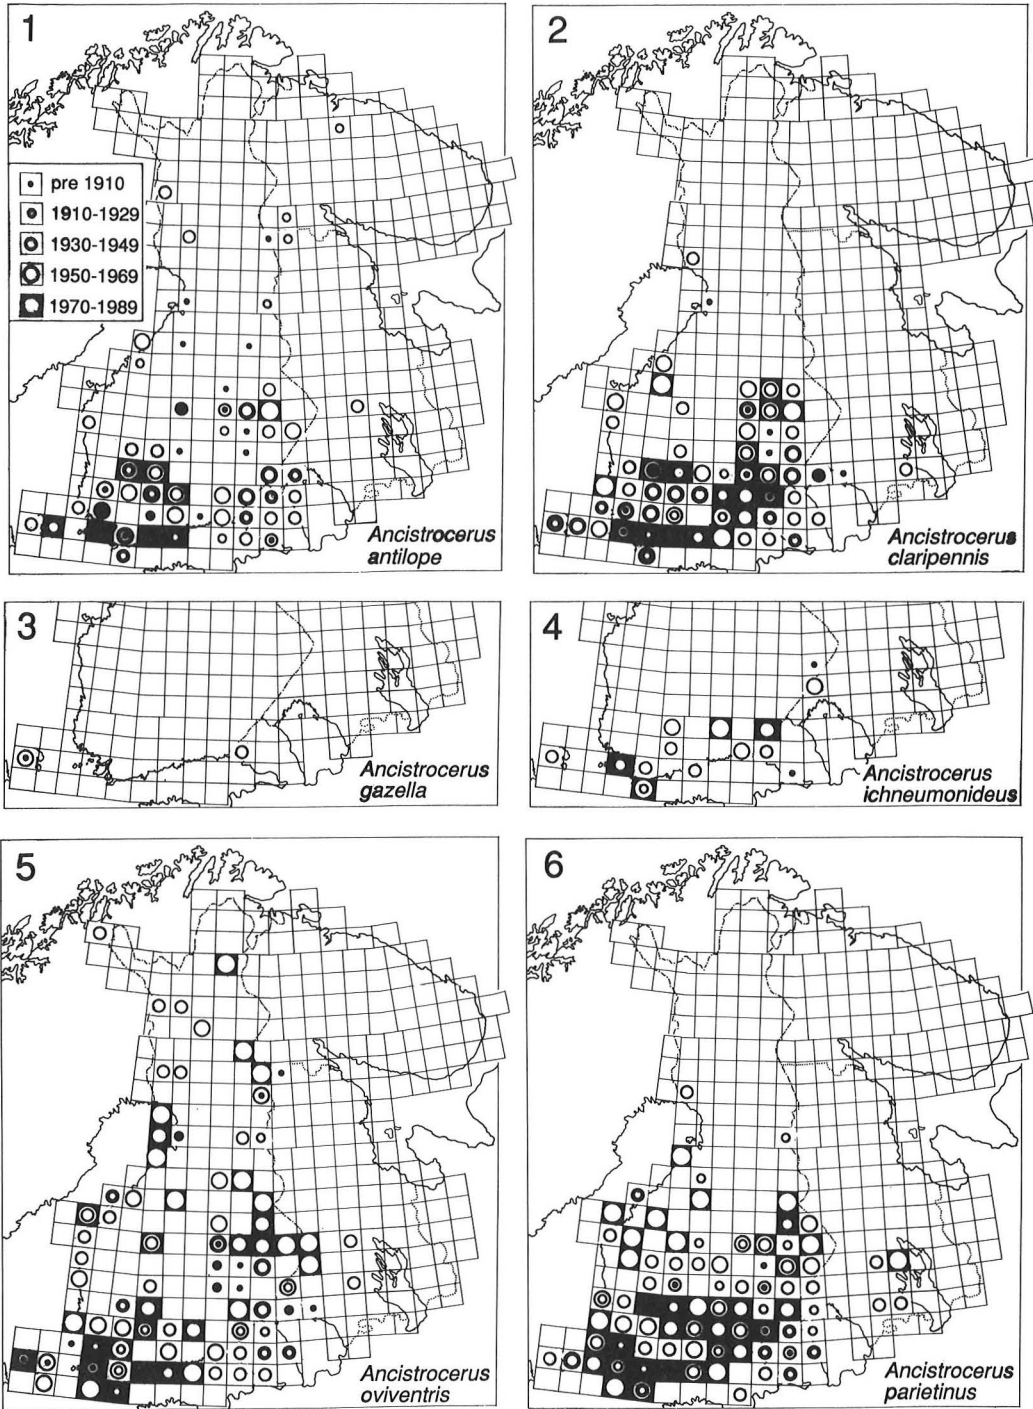 1
pre 1910
1910-1929
1930-1949
1950-1969
1970-1989
Ancistrocerus
antilope
2
Ancistrocerus
claripennis
3
Ancistrocerus
gazella
4
Ancistrocerus
ichneumonideus
5
Ancistrocerus
oviventris
6
Ancistrocerus
parietinus